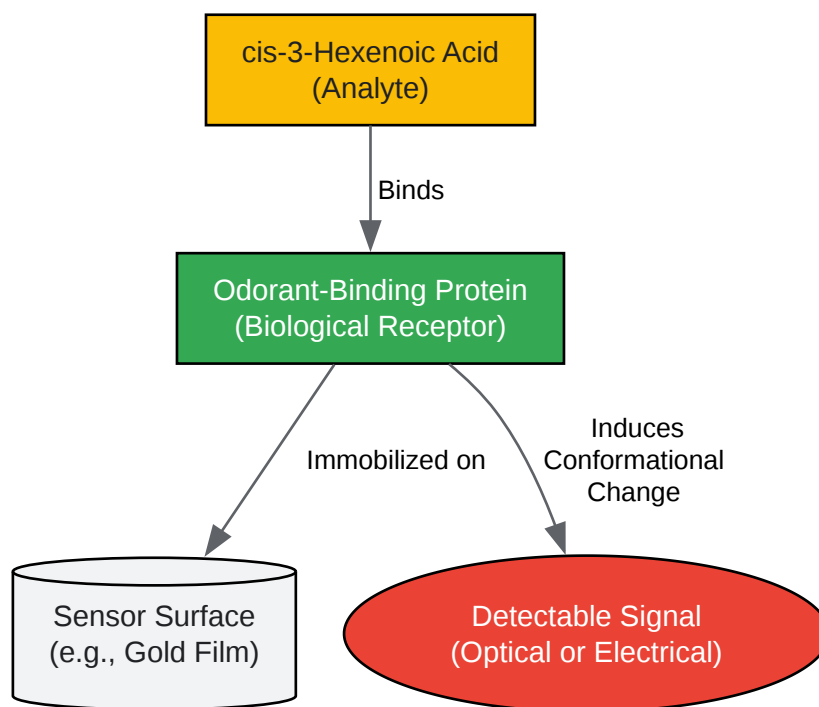 cis-3-Hexenoic Acid
(Analyte)
Binds
Odorant-Binding Protein
(Biological Receptor)
Immobilized on
Induces
Conformational
Change
Sensor Surface
(e.g., Gold Film)
Detectable Signal
(Optical or Electrical)